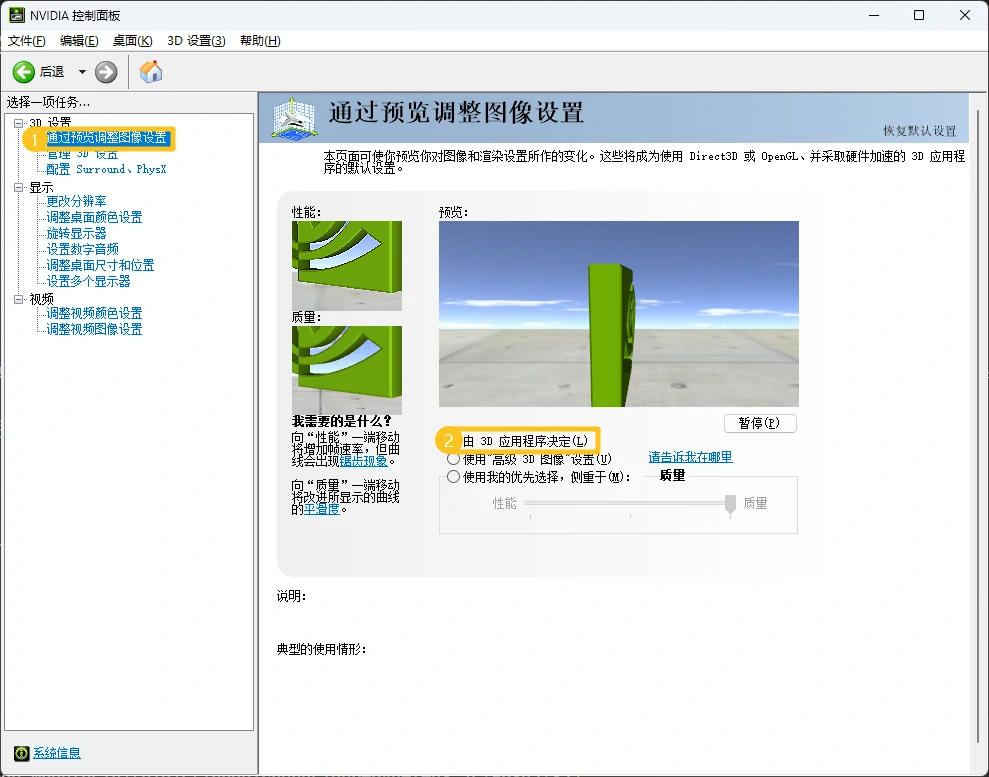 NVIDIA 控制面板
文件(F) 编辑(E) 桌面(K) 3D 设置(3) 帮助(H)
后退
选择一项任务...
3D 设置
1 通过预览调整图像设置
管理 3D 设置
配置 Surround、PhysX
显示
更改分辨率
调整桌面颜色设置
旋转显示器
设置数字音频
调整桌面尺寸和位置
设置多个显示器
视频
调整视频颜色设置
调整视频图像设置
系统信息
通过预览调整图像设置
恢复默认设置
本页面可使你预览你对图像和渲染设置所作的变化。这些将成为使用 Direct3D 或 OpenGL、并采取硬件加速的 3D 应用程
序的默认设置。
性能:
质量:
我需要的是什么?
向“性能”一端移动
将增加帧速率, 但曲
线会出现锯齿现象。
向“质量”一端移动
将改进所显示的曲线
的平滑度。
预览:
暂停(P)
2 由 3D 应用程序决定(L)
使用“高级 3D 图像”设置(U) 请告诉我在哪里
使用我的优先选择, 侧重于(M): 质量
性能 质量
说明:
典型的使用情形: